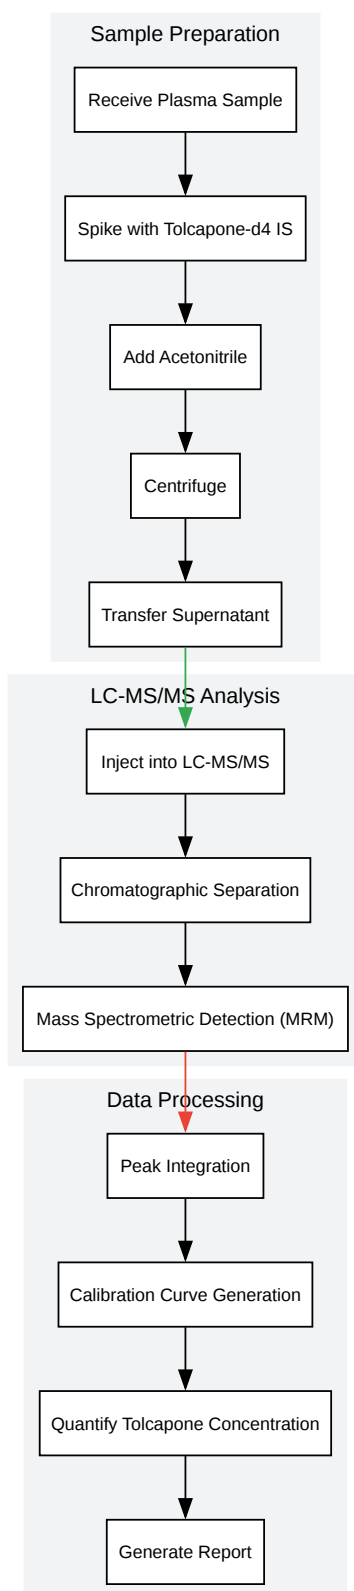 Sample Preparation
Receive Plasma Sample
Spike with Tolcapone-d4 IS
Add Acetonitrile
Centrifuge
Transfer Supernatant
LC-MS/MS Analysis
Inject into LC-MS/MS
Chromatographic Separation
Mass Spectrometric Detection (MRM)
Data Processing
Peak Integration
Calibration Curve Generation
Quantify Tolcapone Concentration
Generate Report